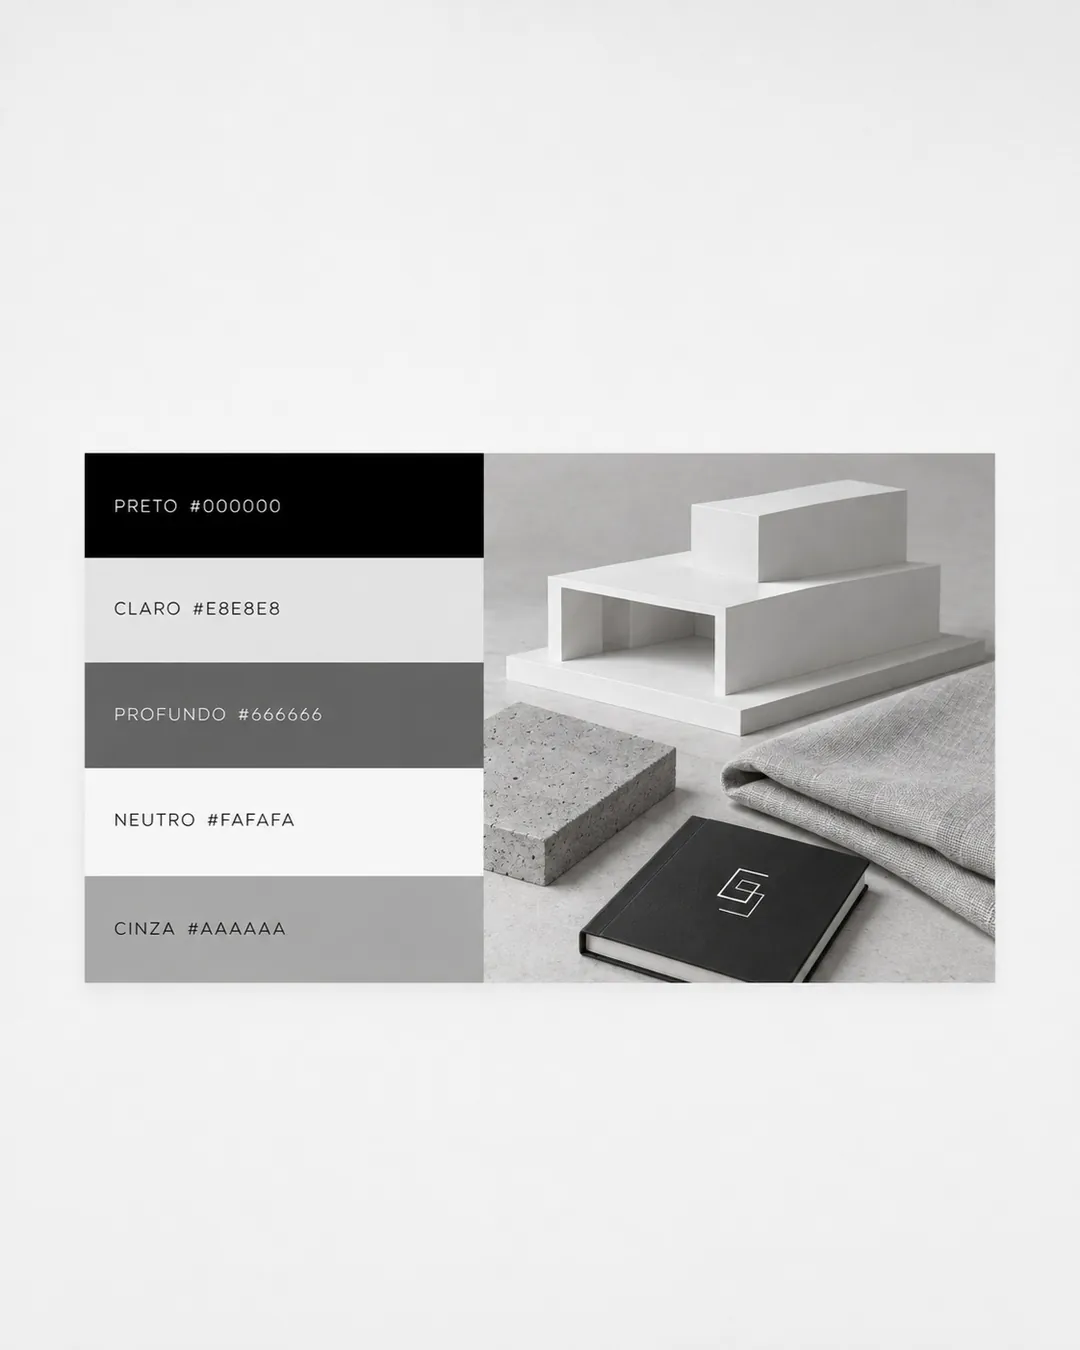 PRETO #000000
CLARO #E8E8E8
PROFUNDO #666666
NEUTRO #FAFAFA
CINZA #AAAAAA